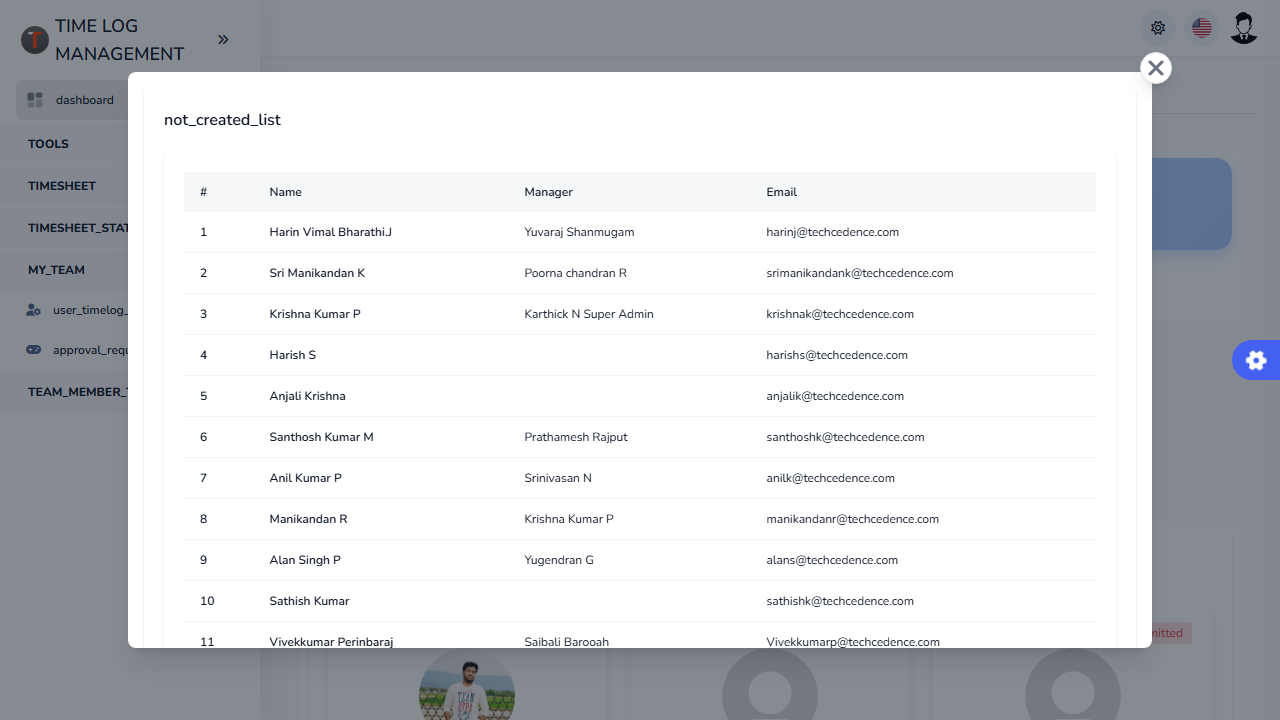 TIME LOG
MANAGEMENT
dashboard
TOOLS
TIMESHEET
TIMESHEET_STAT
MY_TEAM
user_timelog_
approval_requ
TEAM_MEMBER_T
not_created_list
# Name Manager Email
1 Harin Vimal Bharathi.J Yuvaraj Shanmugam harinj@techcedence.com
2 Sri Manikandan K Poorna chandran R srimanikandank@techcedence.com
3 Krishna Kumar P Karthick N Super Admin krishnak@techcedence.com
4 Harish S harishs@techcedence.com
5 Anjali Krishna anjalik@techcedence.com
6 Santhosh Kumar M Prathamesh Rajput santhoshk@techcedence.com
7 Anil Kumar P Srinivasan N anilk@techcedence.com
8 Manikandan R Krishna Kumar P manikandanr@techcedence.com
9 Alan Singh P Yugendran G alans@techcedence.com
10 Sathish Kumar sathishk@techcedence.com
11 Vivekkumar Perinbaraj Saibali Barooah Vivekkumarp@techcedence.com
mitted